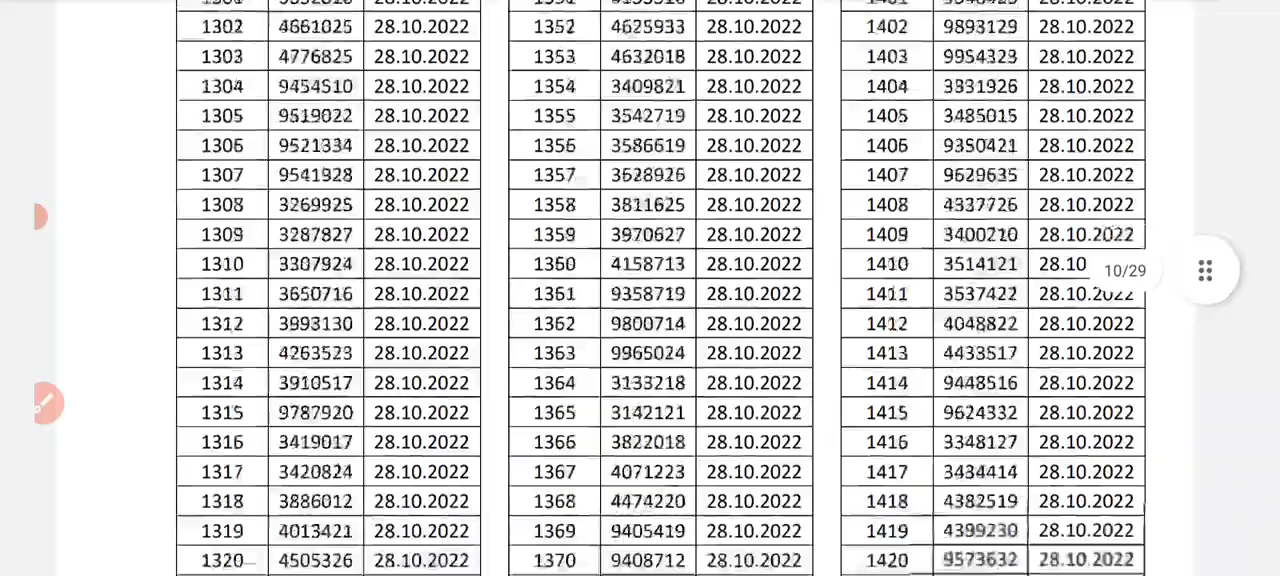 1302 4661025 28.10.2022 1352 4625933 28.10.2022 1402 9893129 28.10.2022
1303 4776825 28.10.2022 1353 4632018 28.10.2022 1403 9954323 28.10.2022
1304 9454510 28.10.2022 1354 3409821 28.10.2022 1404 3331926 28.10.2022
1305 9519022 28.10.2022 1355 3542719 28.10.2022 1405 3485015 28.10.2022
1306 9521334 28.10.2022 1356 3586619 28.10.2022 1406 9350421 28.10.2022
1307 9541928 28.10.2022 1357 3628926 28.10.2022 1407 9629635 28.10.2022
1308 3269925 28.10.2022 1358 3811625 28.10.2022 1408 4337726 28.10.2022
1309 3287827 28.10.2022 1359 3970627 28.10.2022 1409 3400210 28.10.2022
1310 3307924 28.10.2022 1360 4158713 28.10.2022 1410 3514121 28.10
10/29
1311 3650716 28.10.2022 1361 9358719 28.10.2022 1411 3537422 28.10.2022
1312 3993130 28.10.2022 1362 9800714 28.10.2022 1412 4048822 28.10.2022
1313 4263523 28.10.2022 1363 9965024 28.10.2022 1413 4433517 28.10.2022
1314 3910517 28.10.2022 1364 3133218 28.10.2022 1414 9448516 28.10.2022
1315 9787920 28.10.2022 1365 3142121 28.10.2022 1415 9624332 28.10.2022
1316 3419017 28.10.2022 1366 3822018 28.10.2022 1416 3348127 28.10.2022
1317 3420824 28.10.2022 1367 4071223 28.10.2022 1417 3434414 28.10.2022
1318 3886012 28.10.2022 1368 4474220 28.10.2022 1418 4382519 28.10.2022
1319 4013421 28.10.2022 1369 9405419 28.10.2022 1419 4399230 28.10.2022
1320 4505326 28.10.2022 1370 9408712 28.10.2022 1420 9573632 28.10.2022